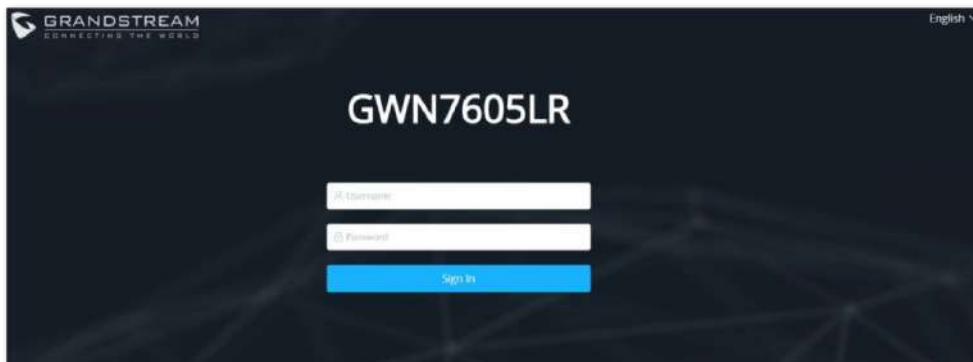 GRANDSTREAM
CONNECTING THE WORLD
English
GWN7605LR
Username
Password
Sign In